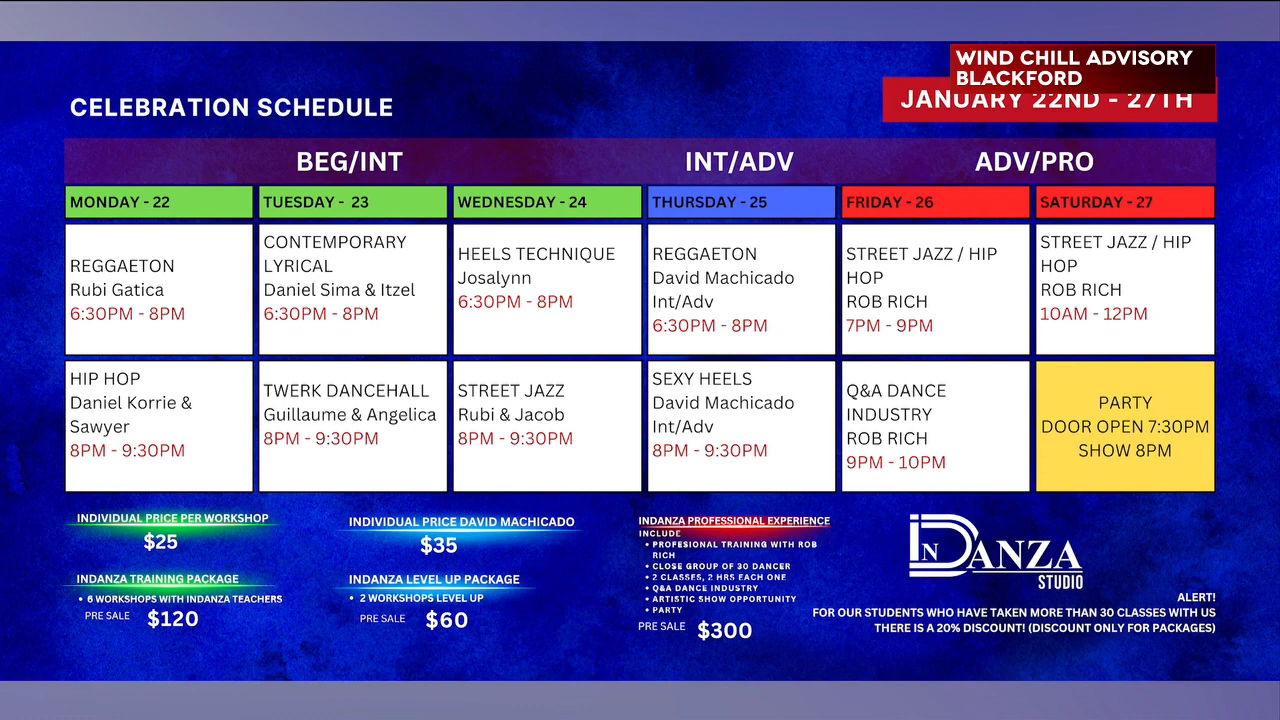 WIND CHILL ADVISORY
BLACKFORD
CELEBRATION SCHEDULE
JANUARY 22ND - 27TH
BEG/INT
INT/ADV
ADV/PRO
MONDAY - 22
TUESDAY - 23
WEDNESDAY - 24
THURSDAY - 25
FRIDAY - 26
SATURDAY - 27
REGGAETON
Rubi Gatica
6:30PM - 8PM
CONTEMPORARY
LYRICAL
Daniel Sima & Itzel
6:30PM - 8PM
HEELS TECHNIQUE
Josalynn
6:30PM - 8PM
REGGAETON
David Machicado
Int/Adv
6:30PM - 8PM
STREET JAZZ / HIP
HOP
ROB RICH
7PM - 9PM
STREET JAZZ / HIP
HOP
ROB RICH
10AM - 12PM
HIP HOP
Daniel Korrie &
Sawyer
8PM - 9:30PM
TWERK DANCEHALL
Guillaume & Angelica
8PM - 9:30PM
STREET JAZZ
Rubi & Jacob
8PM - 9:30PM
SEXY HEELS
David Machicado
Int/Adv
8PM - 9:30PM
Q&A DANCE
INDUSTRY
ROB RICH
9PM - 10PM
PARTY
DOOR OPEN 7:30PM
SHOW 8PM
INDIVIDUAL PRICE PER WORKSHOP
$25
INDANZA TRAINING PACKAGE
• 6 WORKSHOPS WITH INDANZA TEACHERS
PRE SALE $120
INDIVIDUAL PRICE DAVID MACHICADO
$35
INDANZA LEVEL UP PACKAGE
• 2 WORKSHOPS LEVEL UP
PRE SALE $60
INDANZA PROFESSIONAL EXPERIENCE
INCLUDE
• PROFESIONAL TRAINING WITH ROB
RICH
• CLOSE GROUP OF 30 DANCER
• 2 CLASSES, 2 HRS EACH ONE
• Q&A DANCE INDUSTRY
• ARTISTIC SHOW OPPORTUNITY
• PARTY
PRE SALE $300
INDANZA
STUDIO
ALERT!
FOR OUR STUDENTS WHO HAVE TAKEN MORE THAN 30 CLASSES WITH US
THERE IS A 20% DISCOUNT! (DISCOUNT ONLY FOR PACKAGES)